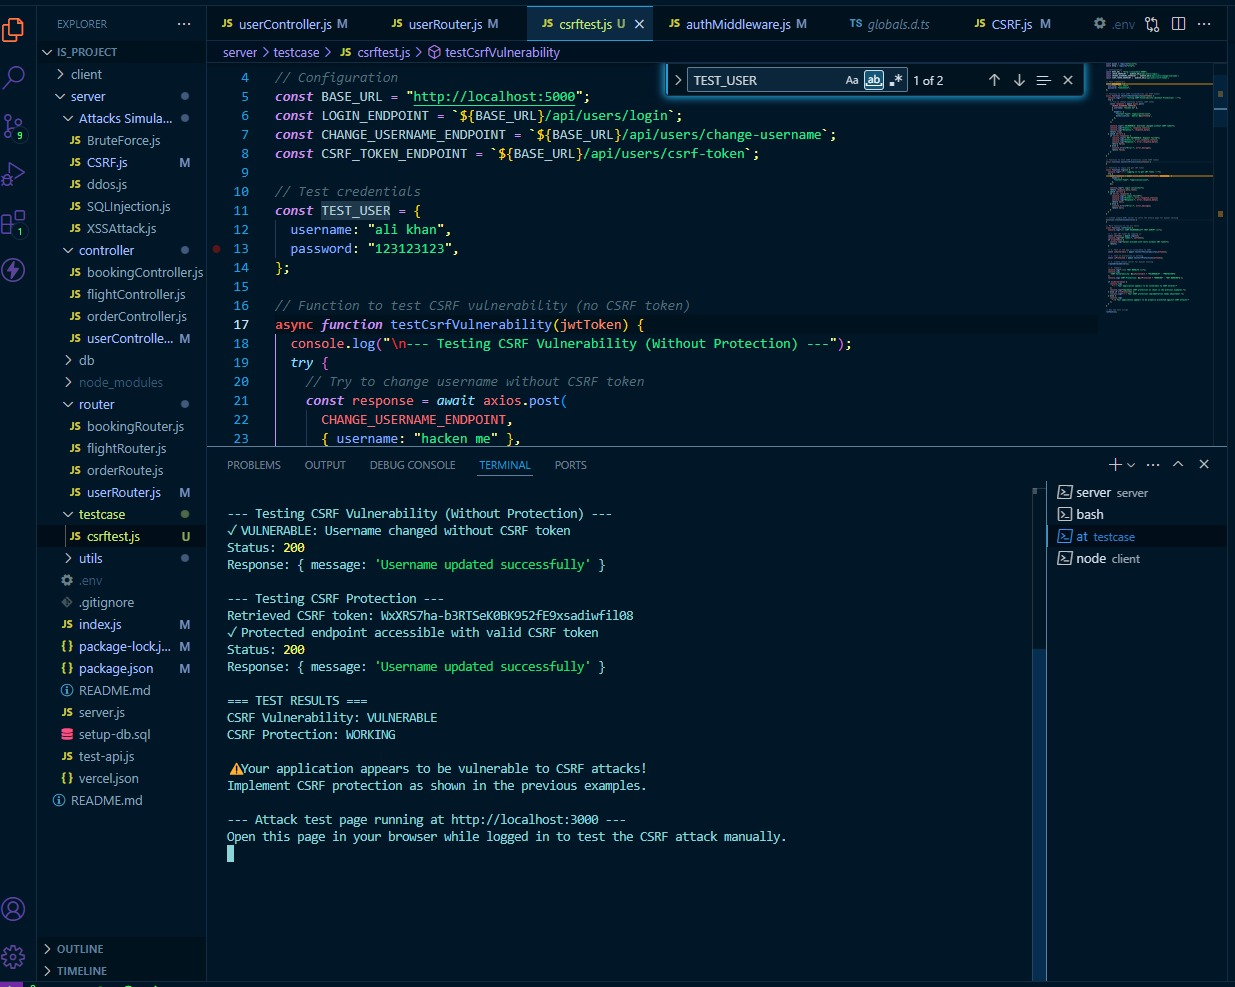 EXPLORER
IS_PROJECT
client
server
Attacks Simula...
BruteForce.js
CSRF.js M
ddos.js
SQLInjection.js
XSSAttack.js
controller
bookingController.js
flightController.js
orderController.js
userControlle... M
db
node_modules
router
bookingRouter.js
flightRouter.js
orderRoute.js
userRouter.js M
testcase
csrftest.js U
utils
.env
.gitignore
index.js M
package-lock.j... M
package.json M
README.md
server.js
setup-db.sql
test-api.js
vercel.json
README.md
OUTLINE
TIMELINE
9
1
userController.js M
userRouter.js M
csrftest.js U
authMiddleware.js M
globals.d.ts
CSRF.js M
.env
server > testcase > csrftest.js > testCsrfVulnerability
TEST_USER Aa ab 1 of 2
4 // Configuration
5 const BASE_URL = "http://localhost:5000";
6 const LOGIN_ENDPOINT = `${BASE_URL}/api/users/login`;
7 const CHANGE_USERNAME_ENDPOINT = `${BASE_URL}/api/users/change-username`;
8 const CSRF_TOKEN_ENDPOINT = `${BASE_URL}/api/users/csrf-token`;
9
10 // Test credentials
11 const TEST_USER = {
12 username: "ali khan",
13 password: "123123123",
14 };
15
16 // Function to test CSRF vulnerability (no CSRF token)
17 async function testCsrfVulnerability(jwtToken) {
18 console.log("\n--- Testing CSRF Vulnerability (Without Protection) ---");
19 try {
20 // Try to change username without CSRF token
21 const response = await axios.post(
22 CHANGE_USERNAME_ENDPOINT,
23 { username: "hacken me" },
PROBLEMS OUTPUT DEBUG CONSOLE TERMINAL PORTS
--- Testing CSRF Vulnerability (Without Protection) ---
✓ VULNERABLE: Username changed without CSRF token
Status: 200
Response: { message: 'Username updated successfully' }
--- Testing CSRF Protection ---
Retrieved CSRF token: WxXRS7ha-b3RTSeK0BK952fE9xsadiwfil08
✓ Protected endpoint accessible with valid CSRF token
Status: 200
Response: { message: 'Username updated successfully' }
=== TEST RESULTS ===
CSRF Vulnerability: VULNERABLE
CSRF Protection: WORKING
⚠Your application appears to be vulnerable to CSRF attacks!
Implement CSRF protection as shown in the previous examples.
--- Attack test page running at http://localhost:3000 ---
Open this page in your browser while logged in to test the CSRF attack manually.
server server
bash
at testcase
node client